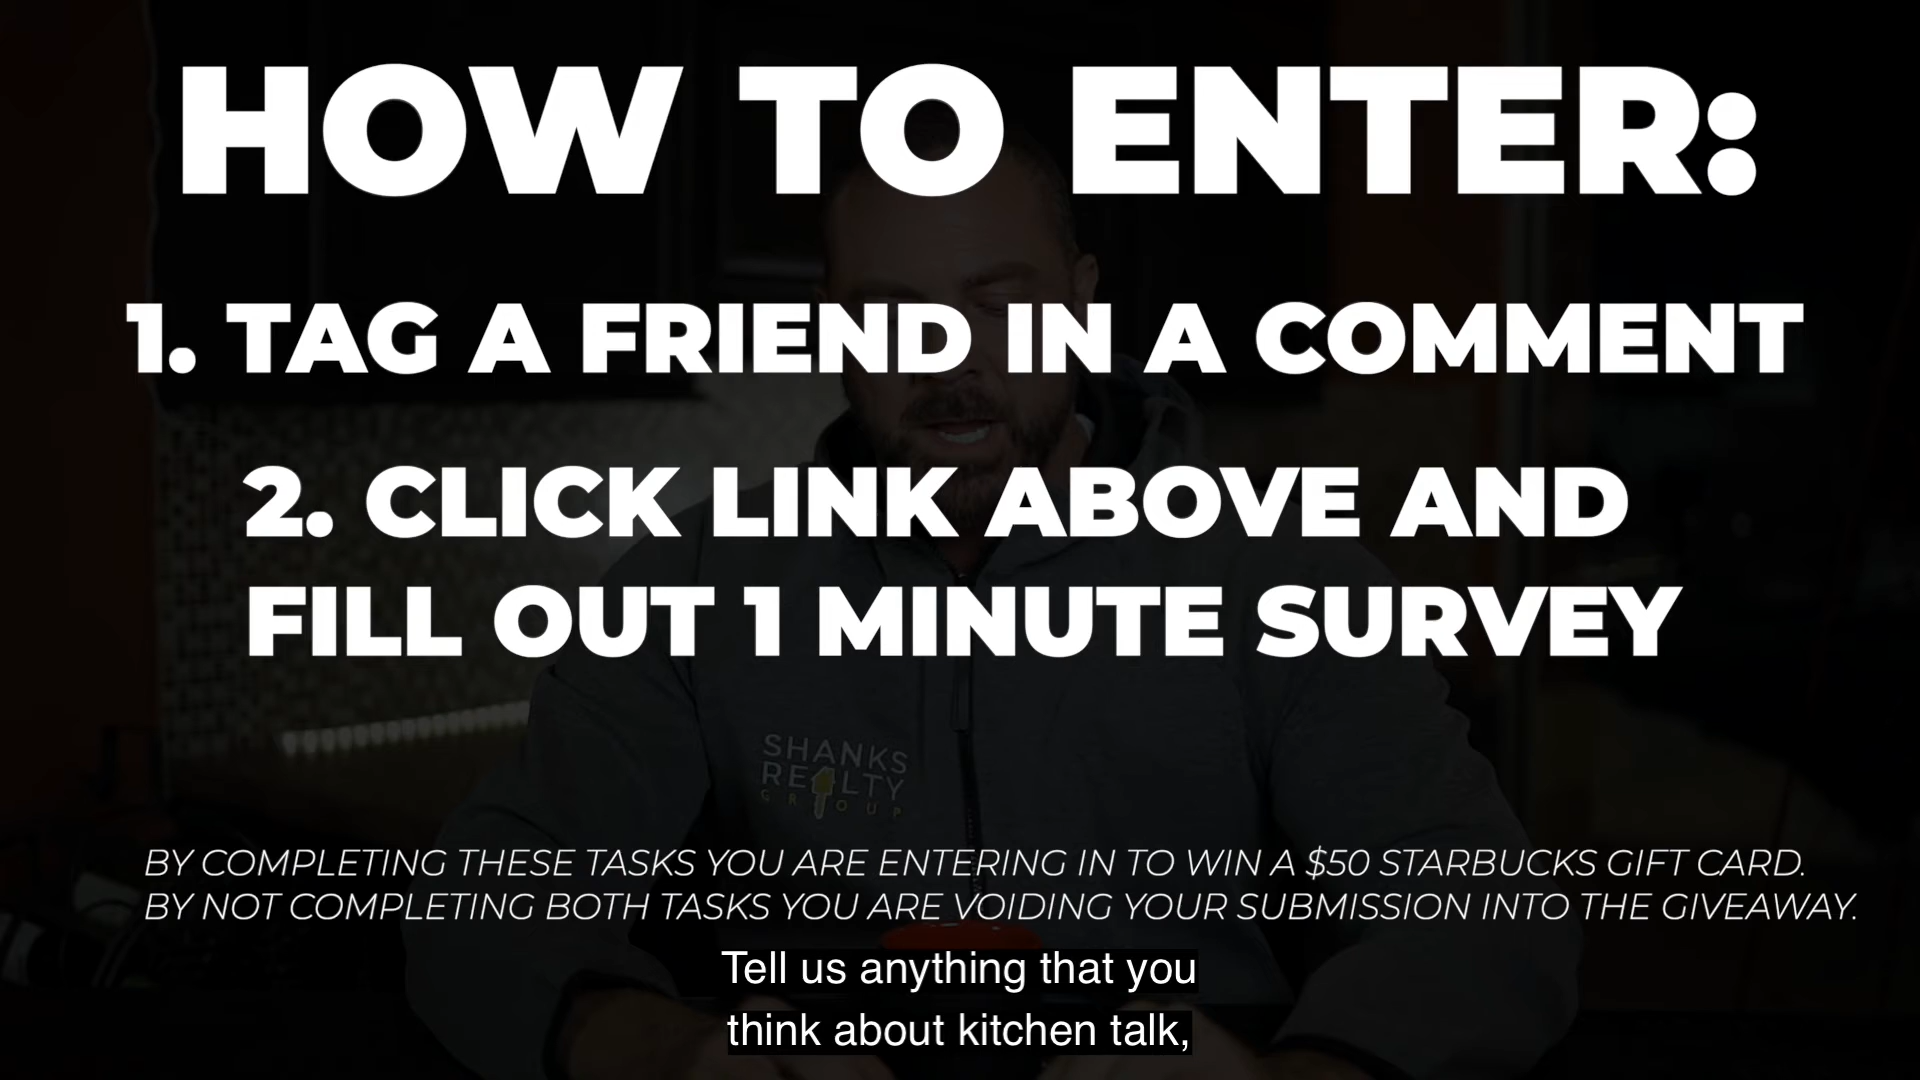 HOW TO ENTER:
1. TAG A FRIEND IN A COMMENT
2. CLICK LINK ABOVE AND
FILL OUT 1 MINUTE SURVEY
SHANKS
REALTY
GROUP
BY COMPLETING THESE TASKS YOU ARE ENTERING IN TO WIN A $50 STARBUCKS GIFT CARD.
BY NOT COMPLETING BOTH TASKS YOU ARE VOIDING YOUR SUBMISSION INTO THE GIVEAWAY.
Tell us anything that you
think about kitchen talk,